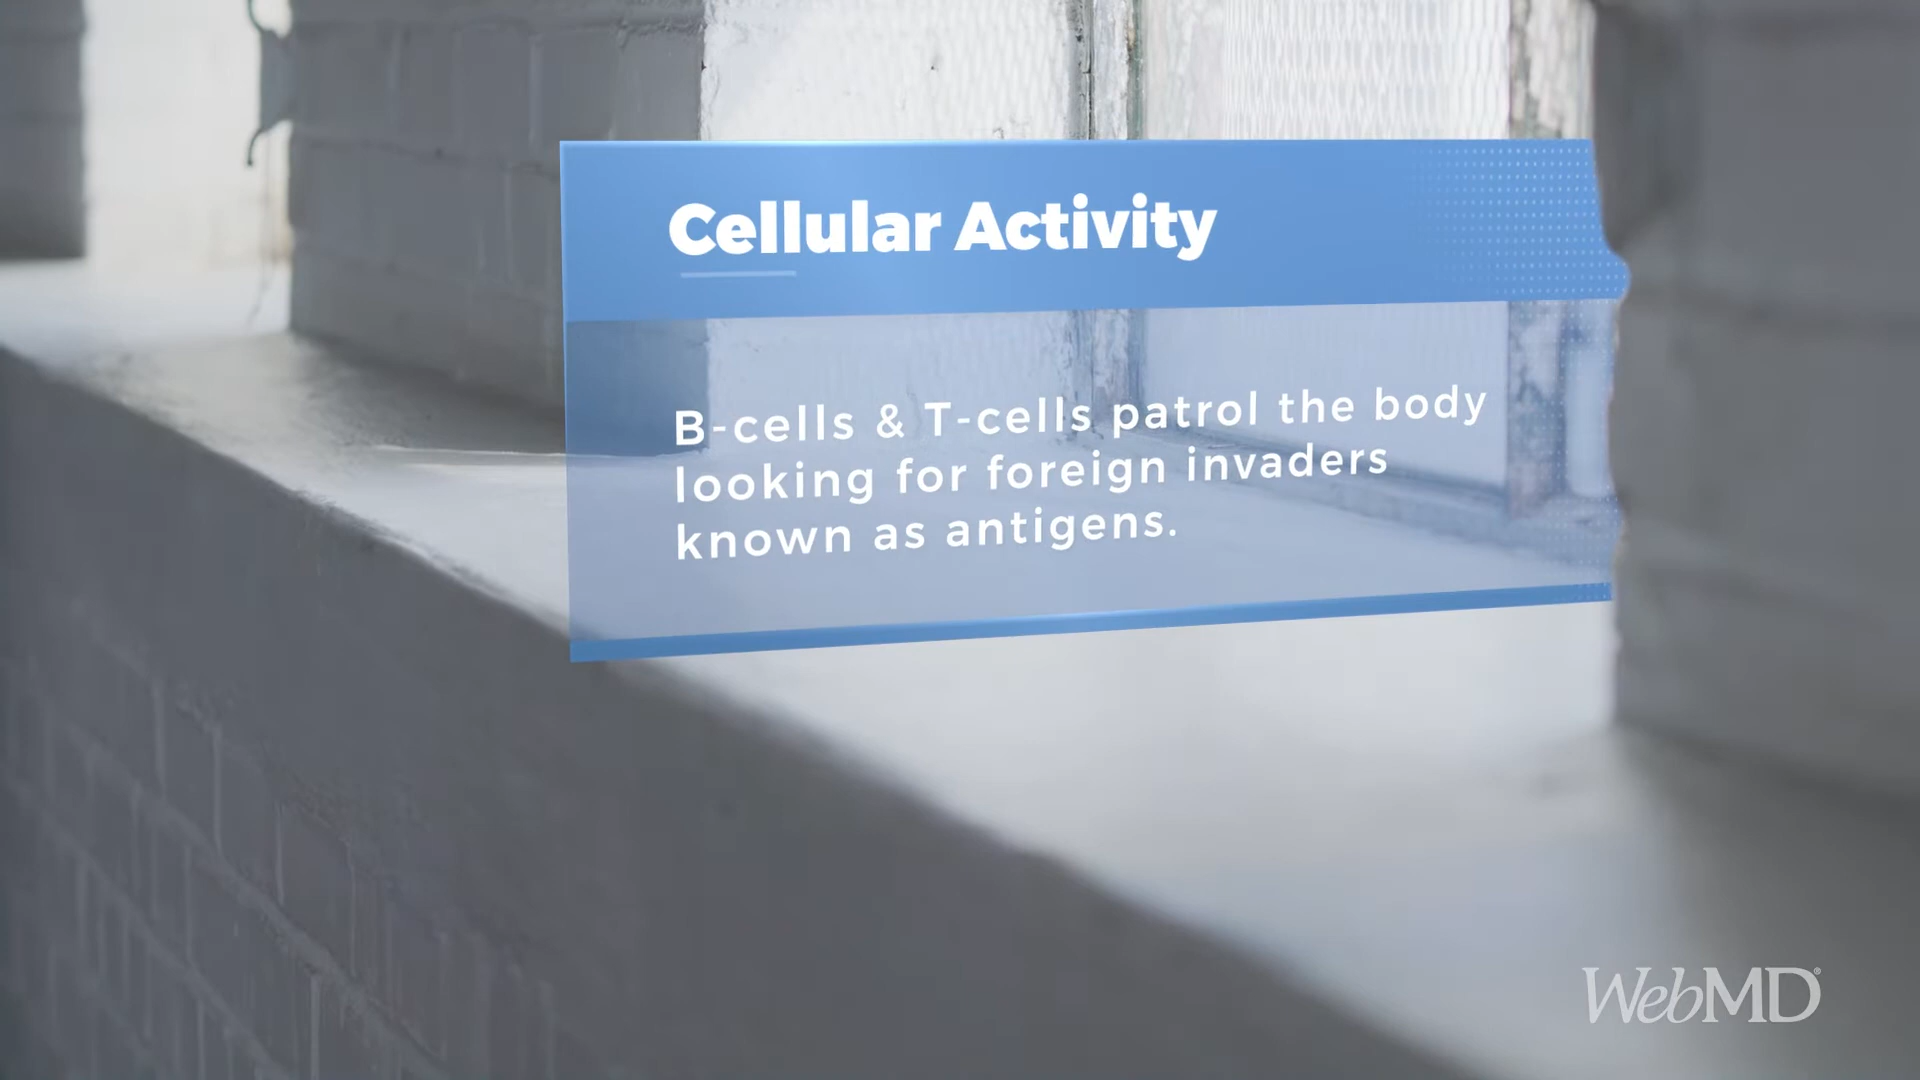 Cellular Activity
B-cells & T-cells patrol the body
looking for foreign invaders
known as antigens.
WebMD®